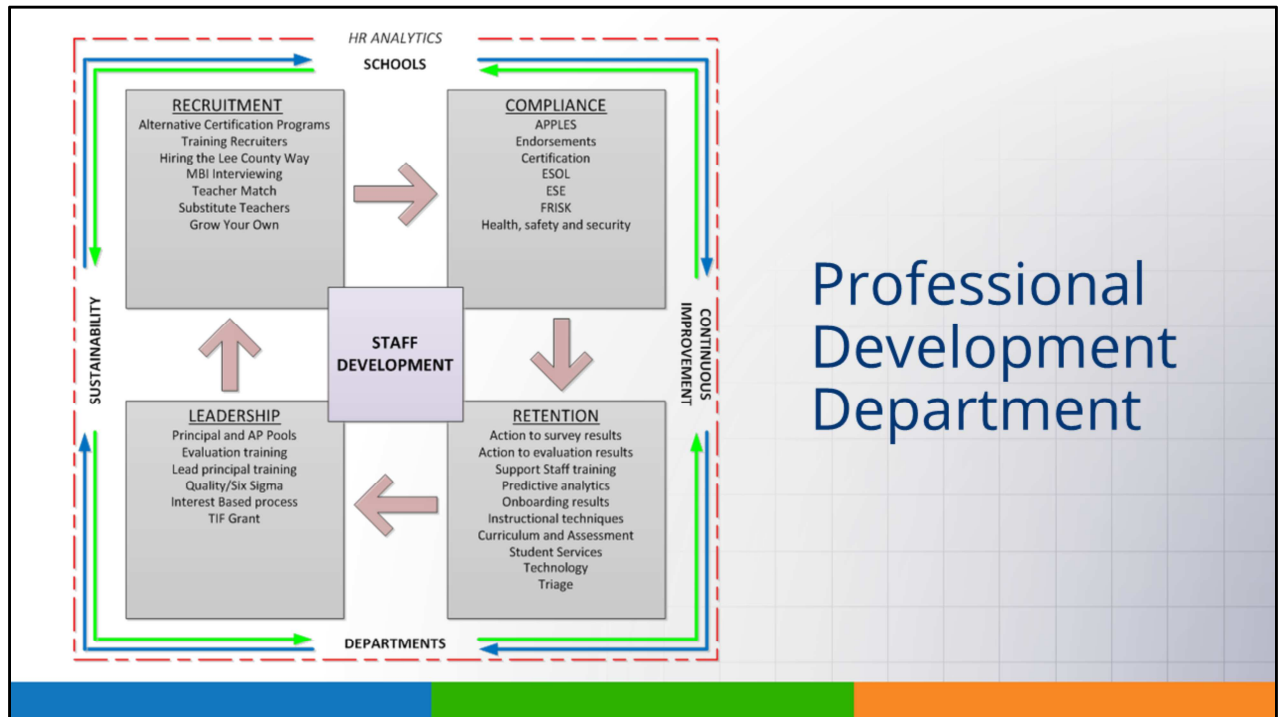 HR ANALYTICS
SCHOOLS
RECRUITMENT
Alternative Certification Programs
Training Recruiters
Hiring the Lee County Way
MBI Interviewing
Teacher Match
Substitute Teachers
Grow Your Own
COMPLIANCE
APPLES
Endorsements
Certification
ESOL
ESE
FRISK
Health, safety and security
SUSTAINABILITY
STAFF
DEVELOPMENT
CONTINUOUS
IMPROVEMENT
LEADERSHIP
Principal and AP Pools
Evaluation training
Lead principal training
Quality/Six Sigma
Interest Based process
TIF Grant
RETENTION
Action to survey results
Action to evaluation results
Support Staff training
Predictive analytics
Onboarding results
Instructional techniques
Curriculum and Assessment
Student Services
Technology
Triage
DEPARTMENTS
Professional
Development
Department